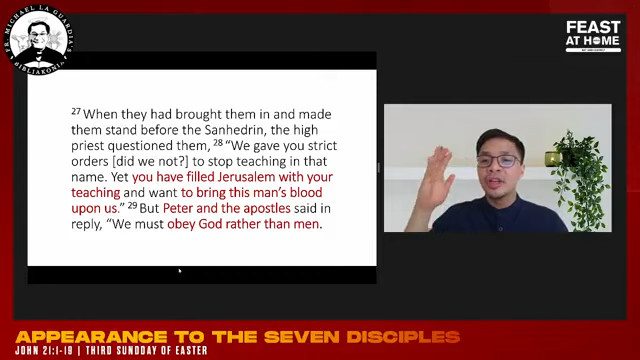 FR. MICHAEL LA GUARDIA'S
BIBLIAKONIA
FEAST
AT HOME
27 When they had brought them in and made
them stand before the Sanhedrin, the high
priest questioned them, 28 "We gave you strict
orders [did we not?] to stop teaching in that
name. Yet you have filled Jerusalem with your
teaching and want to bring this man's blood
upon us." 29 But Peter and the apostles said in
reply, "We must obey God rather than men.
APPEARANCE TO THE SEVEN DISCIPLES
JOHN 21:1-19 | THIRD SUNDDAY OF EASTER